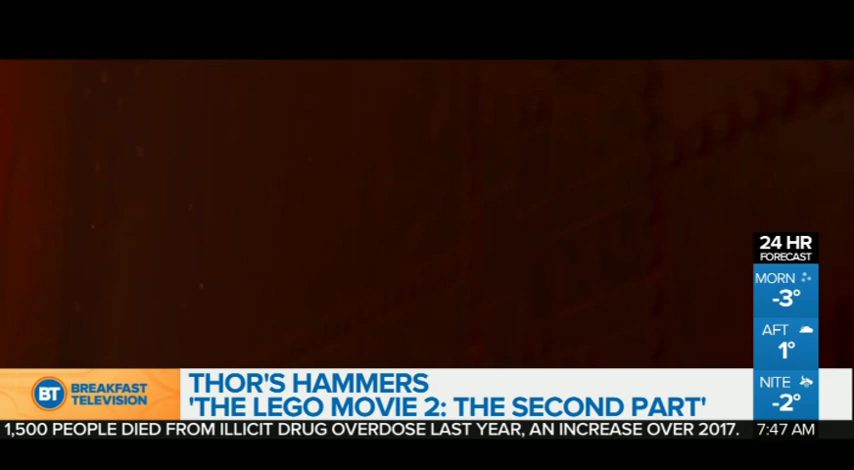 24 HR
FORECAST
MORN
-3°
AFT
1°
NITE
-2°
BT BREAKFAST
TELEVISION
THOR'S HAMMERS
'THE LEGO MOVIE 2: THE SECOND PART'
1,500 PEOPLE DIED FROM ILLICIT DRUG OVERDOSE LAST YEAR, AN INCREASE OVER 2017.
7:47 AM